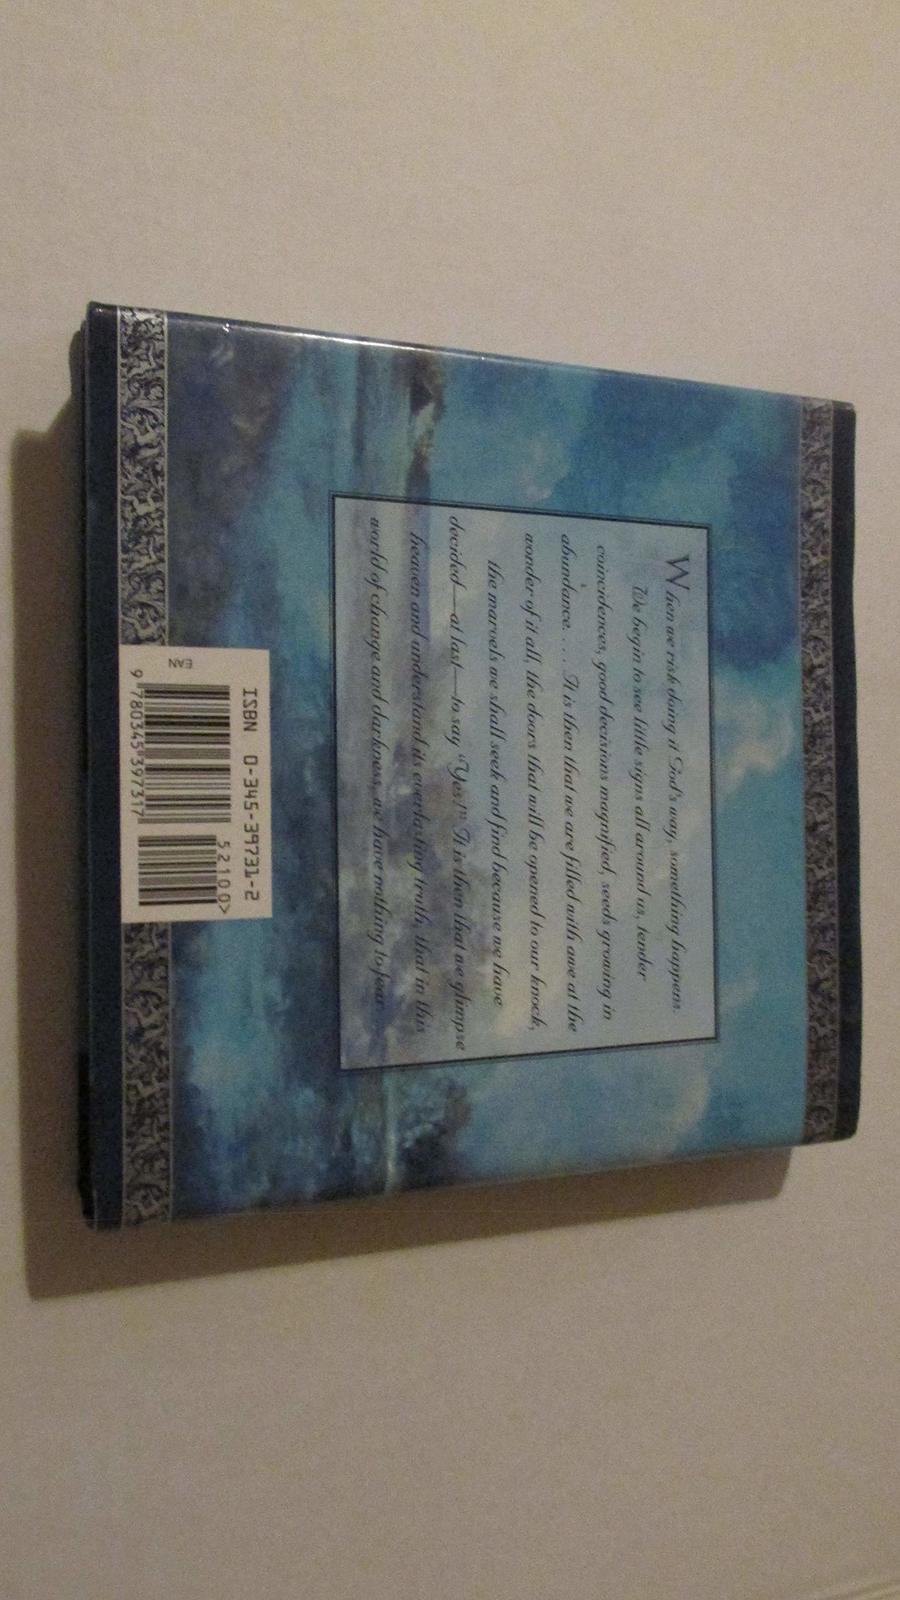 When we risk doing it God's way, something happens.
We begin to see little signs all around us, tender
coincidences, good decisions magnified, seeds growing in
abundance. . . . It is then that we are filled with awe at the
wonder of it all, the doors that will be opened to our knock,
the marvels we shall seek and find because we have
decided—at last—to say "Yes!" It is then that we glimpse
heaven and understand its everlasting truth, that in this
world of change and darkness, we have nothing to fear.
ISBN 0-345-39731-2
52100>
9 780345 397317
EAN